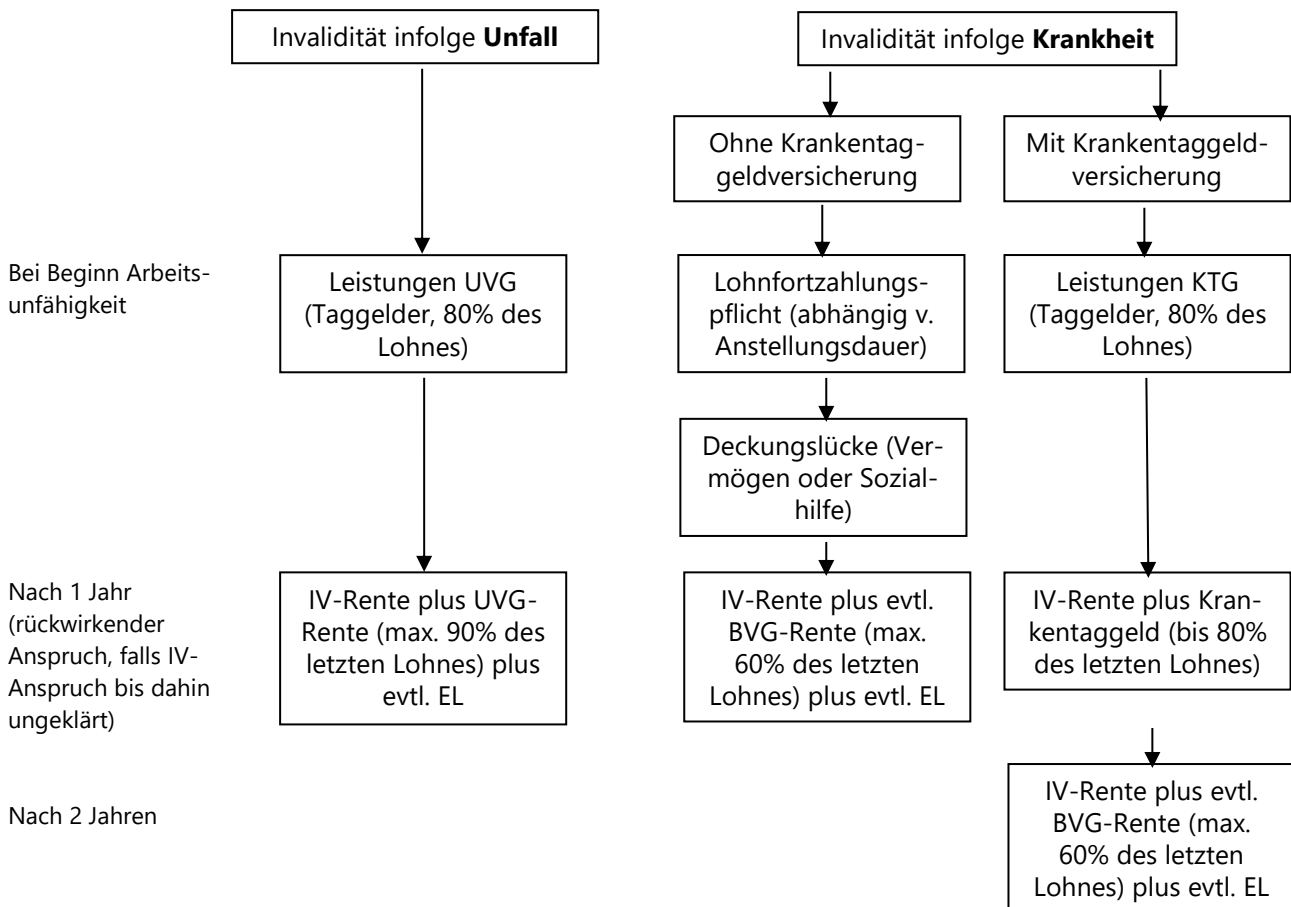 Invalidität infolge Unfall
Invalidität infolge Krankheit
Ohne Krankentag-
geldversicherung
Mit Krankentaggeld-
versicherung
Bei Beginn Arbeits-
unfähigkeit
Leistungen UVG
(Taggelder, 80% des
Lohnes)
Lohnfortzahlungs-
pflicht (abhängig v.
Anstellungsdauer)
Leistungen KTG
(Taggelder, 80% des
Lohnes)
Deckungslücke (Ver-
mögen oder Sozial-
hilfe)
Nach 1 Jahr
(rückwirkender
Anspruch, falls IV-
Anspruch bis dahin
ungeklärt)
IV-Rente plus UVG-
Rente (max. 90% des
letzten Lohnes) plus
evtl. EL
IV-Rente plus evtl.
BVG-Rente (max.
60% des letzten
Lohnes) plus evtl. EL
IV-Rente plus Kran-
kentaggeld (bis 80%
des letzten Lohnes)
Nach 2 Jahren
IV-Rente plus evtl.
BVG-Rente (max.
60% des letzten
Lohnes) plus evtl. EL